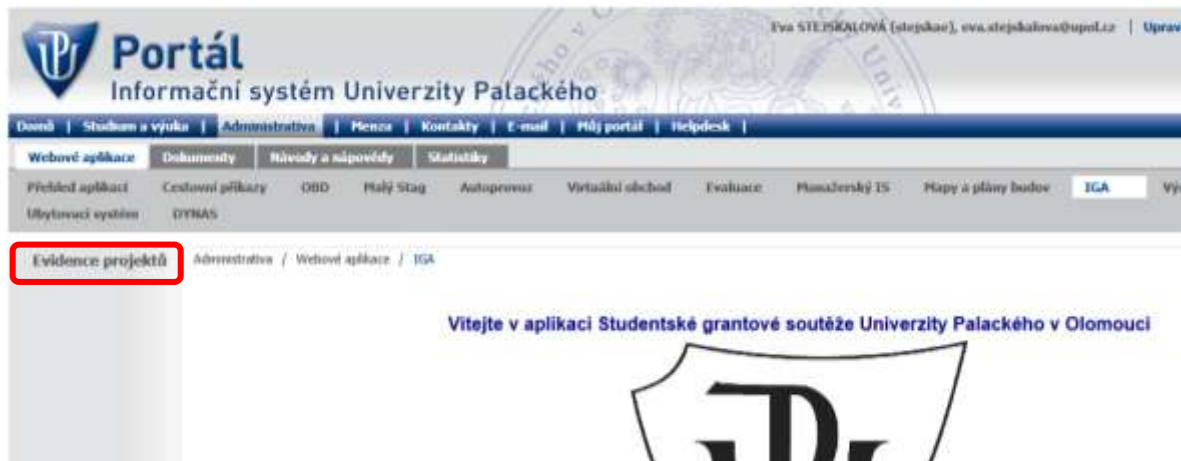 Eva STEJSKALOVÁ (stejskae), eva.stejskalova@upol.cz | Uprav
Portál
Informační systém Univerzity Palackého
Domů | Studium a výuka | Administrativa | Menza | Kontakty | E-mail | Můj portál | Helpdesk |
Webové aplikace Dokumenty Návody a nápovědy Statistiky
Přehled aplikací Cestovní příkazy OBD Malý Stag Autoprovoz Virtuální obchod Evaluace Manažerský IS Mapy a plány budov IGA Vý
Ubytovací systém DYNAS
Evidence projektů Administrativa / Webové aplikace / IGA
Vítejte v aplikaci Studentské grantové soutěže Univerzity Palackého v Olomouci